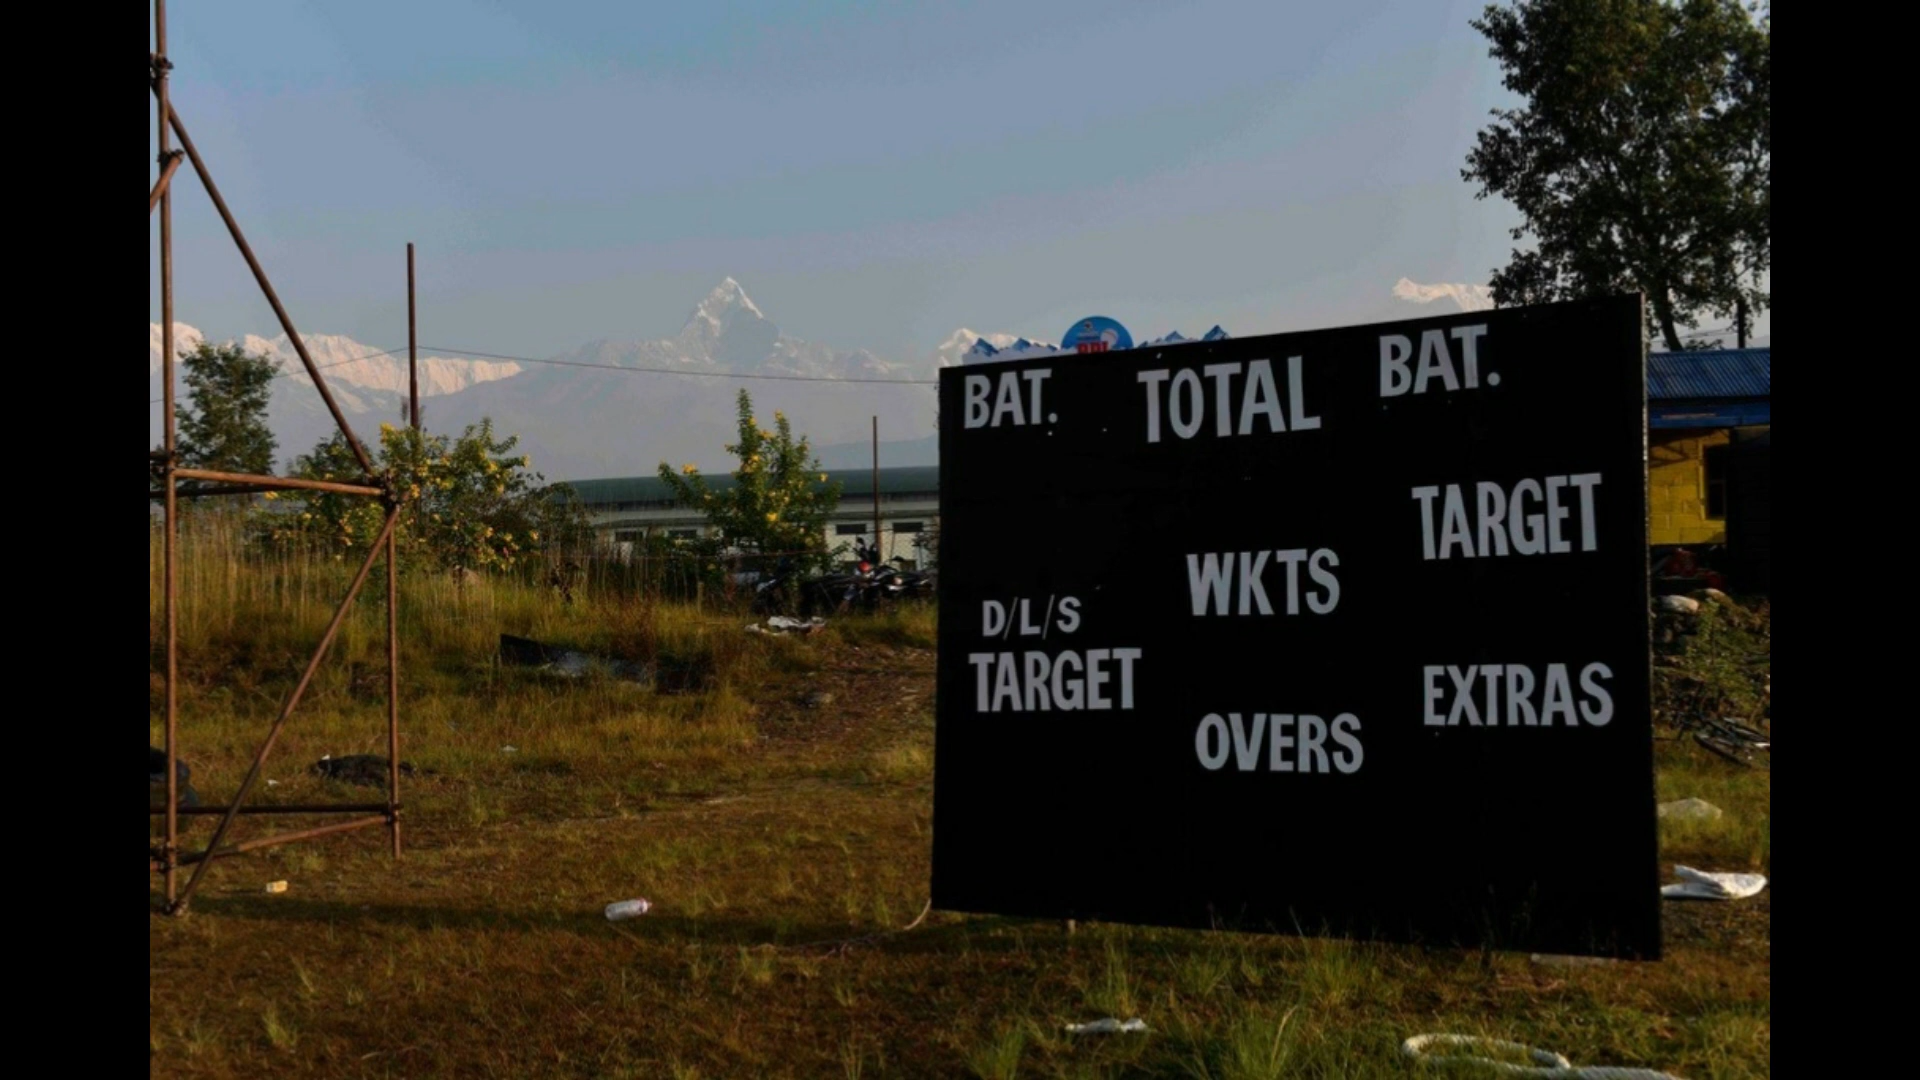 BAT. TOTAL BAT.
TARGET
WKTS
D/L/S
TARGET
EXTRAS
OVERS